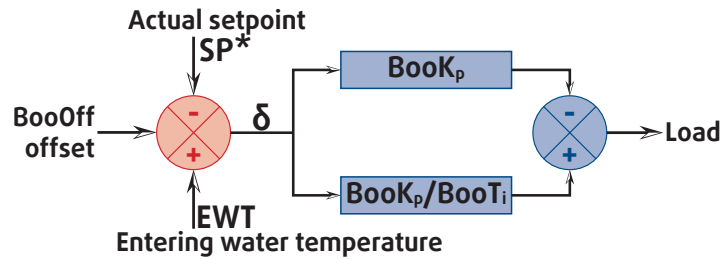 Actual setpoint
SP*
BooOff
offset
-
+
δ
BooKₚ
BooKₚ/BooTᵢ
-
+
Load
EWT
Entering water temperature